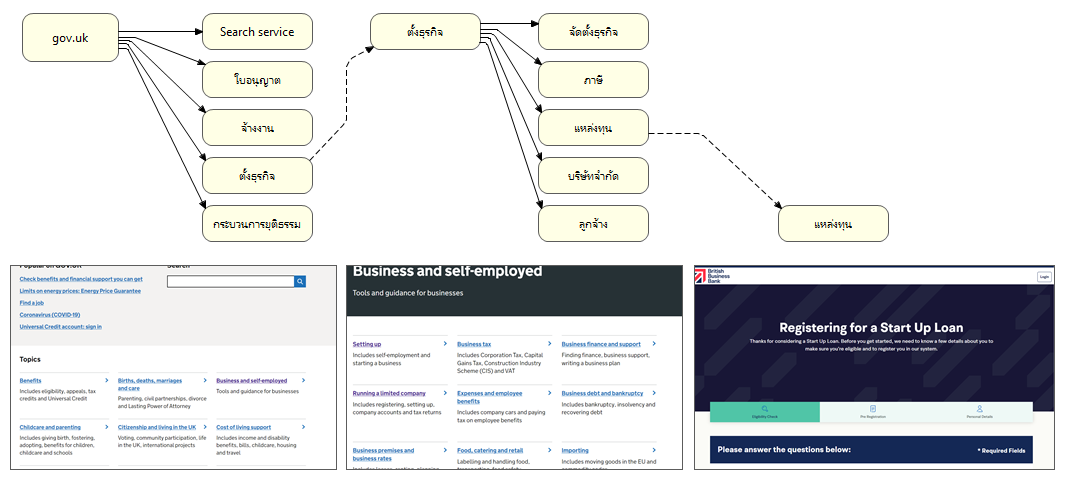 gov.uk
Search service
ใบอนุญาต
จ้างงาน
ตั้งธุรกิจ
กระบวนการยุติธรรม
ตั้งธุรกิจ
จัดตั้งธุรกิจ
ภาษี
แหล่งทุน
บริษัทจำกัด
ลูกจ้าง
แหล่งทุน
Popular on GOV.UK
Search
Check benefits and financial support you can get
Limits on energy prices: Energy Price Guarantee
Find a job
Coronavirus (COVID-19)
Universal Credit account: sign in
Topics
Benefits
Includes eligibility, appeals, tax
credits and Universal Credit
Births, deaths, marriages
and care
Parenting, civil partnerships, divorce
and Lasting Power of Attorney
Business and self-employed
Tools and guidance for businesses
Childcare and parenting
Includes giving birth, fostering,
adopting, benefits for children,
childcare and schools
Citizenship and living in the UK
Voting, community participation, life
in the UK, international projects
Cost of living support
Includes income and disability
benefits, bills, childcare, housing
and travel
Business and self-employed
Tools and guidance for businesses
Setting up
Includes self-employment and
starting a business
Business tax
Includes Corporation Tax, Capital
Gains Tax, Construction Industry
Scheme (CIS) and VAT
Business finance and support
Finding finance, business support,
writing a business plan
Running a limited company
Includes registering, setting up,
company accounts and tax returns
Expenses and employee
benefits
Includes company cars and paying
tax on employee benefits
Business debt and bankruptcy
Includes bankruptcy, insolvency and
recovering debt
Business premises and
business rates
Food, catering and retail
Labelling and handling food,
Importing
Includes moving goods in the EU and
British
Business
Bank
Login
Registering for a Start Up Loan
Thanks for considering a Start Up Loan. Before you get started, we need to know a few details about you to
make sure you're eligible and to register you in our system.
Eligibility Check
Pre Registration
Personal Details
Please answer the questions below:
* Required Fields